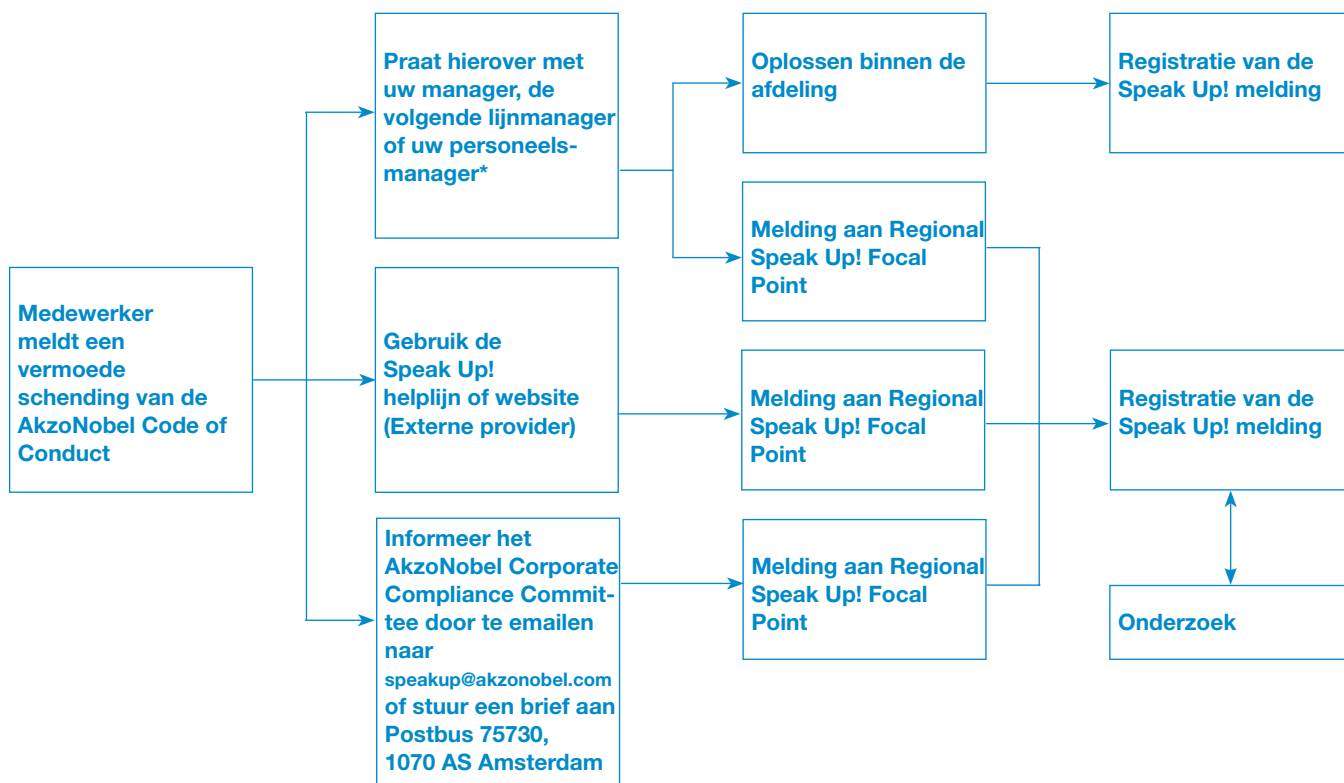 Medewerker
meldt een
vermoede
schending van de
AkzoNobel Code of
Conduct
Praat hierover met
uw manager, de
volgende lijnmanager
of uw personeels-
manager*
Gebruik de
Speak Up!
helplijn of website
(Externe provider)
Informeer het
AkzoNobel Corporate
Compliance Commit-
tee door te emailen
naar
speakup@akzonobel.com
of stuur een brief aan
Postbus 75730,
1070 AS Amsterdam
Oplossen binnen de
afdeling
Melding aan Regional
Speak Up! Focal
Point
Melding aan Regional
Speak Up! Focal
Point
Melding aan Regional
Speak Up! Focal
Point
Registratie van de
Speak Up! melding
Registratie van de
Speak Up! melding
Onderzoek